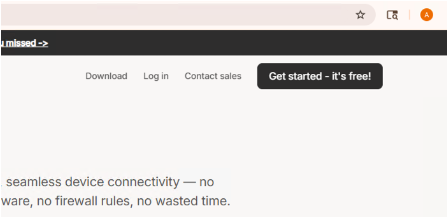 u missed ->
A
Download Log in Contact sales Get started - it's free!
seamless device connectivity — no
ware, no firewall rules, no wasted time.